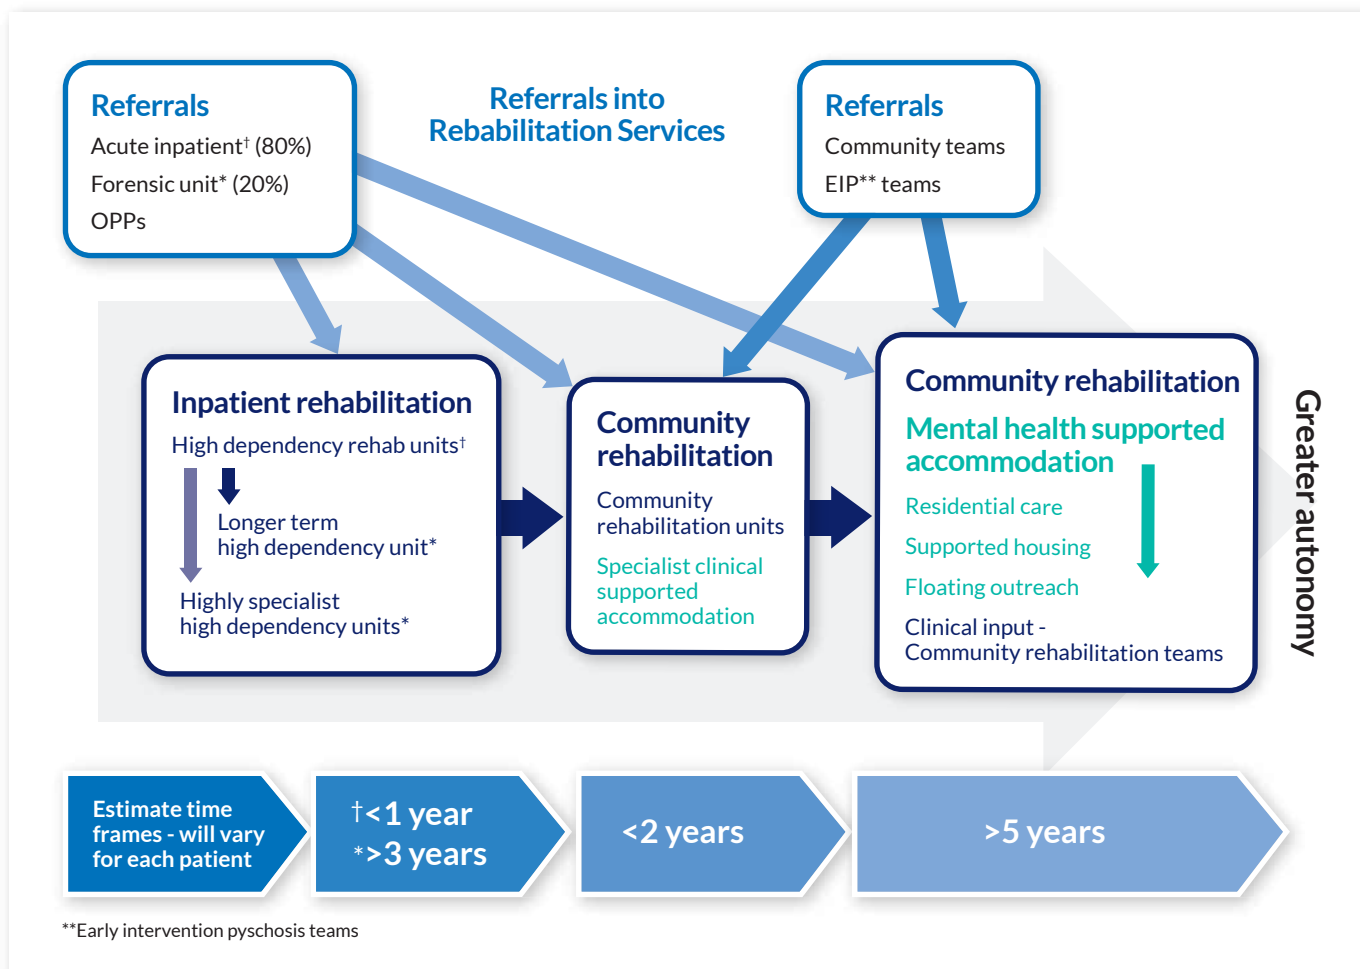 Referrals
Acute inpatient† (80%)
Forensic unit* (20%)
OPPs
Referrals into
Rebabilitation Services
Referrals
Community teams
EIP** teams
Inpatient rehabilitation
High dependency rehab units†
Longer term
high dependency unit*
Highly specialist
high dependency units*
Community
rehabilitation
Community
rehabilitation units
Specialist clinical
supported
accommodation
Community rehabilitation
Mental health supported
accommodation
Residential care
Supported housing
Floating outreach
Clinical input -
Community rehabilitation teams
Greater autonomy
Estimate time
frames - will vary
for each patient
†<1 year
*>3 years
<2 years
>5 years
**Early intervention pyschosis teams